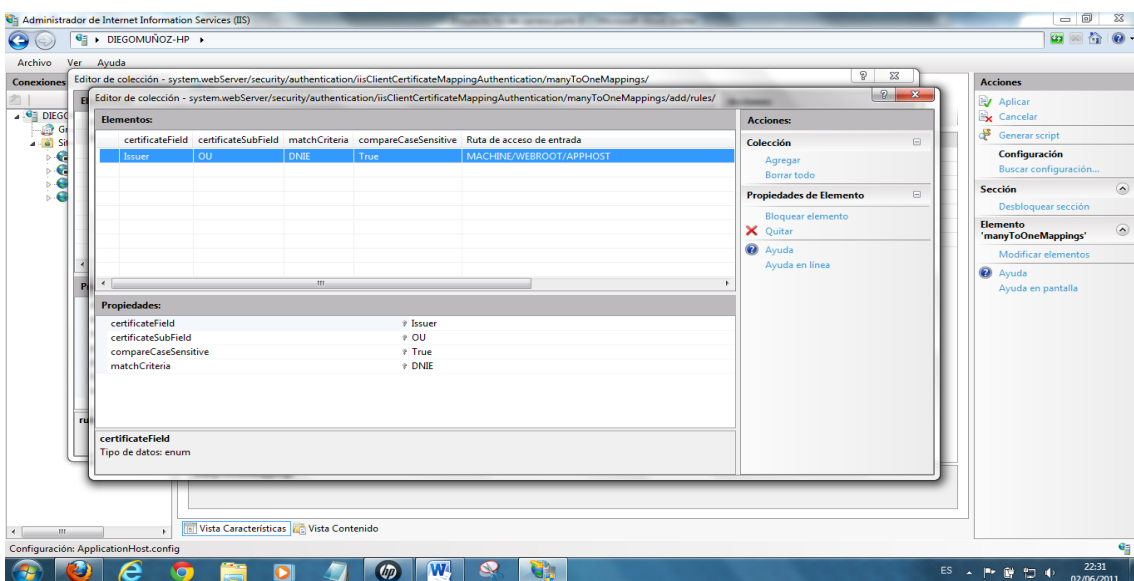 Administrador de Internet Information Services (IIS)
DIEGOMUÑOZ-HP
Archivo Ver Ayuda
Conexiones
DIEGO
Gr
Sit
Editor de colección - system.webServer/security/authentication/iisClientCertificateMappingAuthentication/manyToOneMappings/
Editor de colección - system.webServer/security/authentication/iisClientCertificateMappingAuthentication/manyToOneMappings/add/rules/
Elementos:
certificateField certificateSubField matchCriteria compareCaseSensitive Ruta de acceso de entrada
Issuer OU DNIE True MACHINE/WEBROOT/APPHOST
Propiedades:
certificateField Issuer
certificateSubField OU
compareCaseSensitive True
matchCriteria DNIE
certificateField
Tipo de datos: enum
Acciones:
Colección
Agregar
Borrar todo
Propiedades de Elemento
Bloquear elemento
Quitar
Ayuda
Ayuda en línea
Acciones
Aplicar
Cancelar
Generar script
Configuración
Buscar configuración...
Sección
Desbloquear sección
Elemento
'manyToOneMappings'
Modificar elementos
Ayuda
Ayuda en pantalla
Vista Características Vista Contenido
Configuración: ApplicationHost.config
ES
22:31
02/06/2011